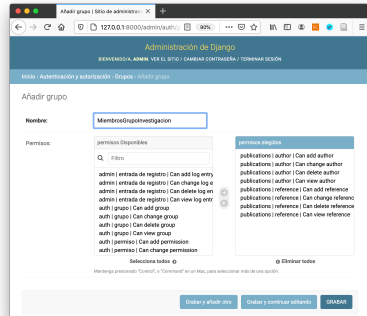 Añadir grupo | Sitio de administrac
127.0.0.1:8000/admin/auth/
90%
Administración de Django
BIENVENIDO/A, ADMIN. VER EL SITIO / CAMBIAR CONTRASEÑA / TERMINAR SESIÓN
Inicio › Autenticación y autorización › Grupos › Añadir grupo
Añadir grupo
Nombre:
MiembrosGrupoInvestigacion
Permisos:
permisos Disponibles
Filtro
admin | entrada de registro | Can add log entry
admin | entrada de registro | Can change log e
admin | entrada de registro | Can delete log en
admin | entrada de registro | Can view log entr
auth | grupo | Can add group
auth | grupo | Can change group
auth | grupo | Can delete group
auth | grupo | Can view group
auth | permiso | Can add permission
auth | permiso | Can change permission
Selecciona todos
permisos elegidos
publications | author | Can add author
publications | author | Can change author
publications | author | Can delete author
publications | author | Can view author
publications | reference | Can add reference
publications | reference | Can change referenc
publications | reference | Can delete reference
publications | reference | Can view reference
Eliminar todos
Mantenga presionado "Control", o "Command" en un Mac, para seleccionar más de una opción.
Grabar y añadir otro
Grabar y continuar editando
GRABAR